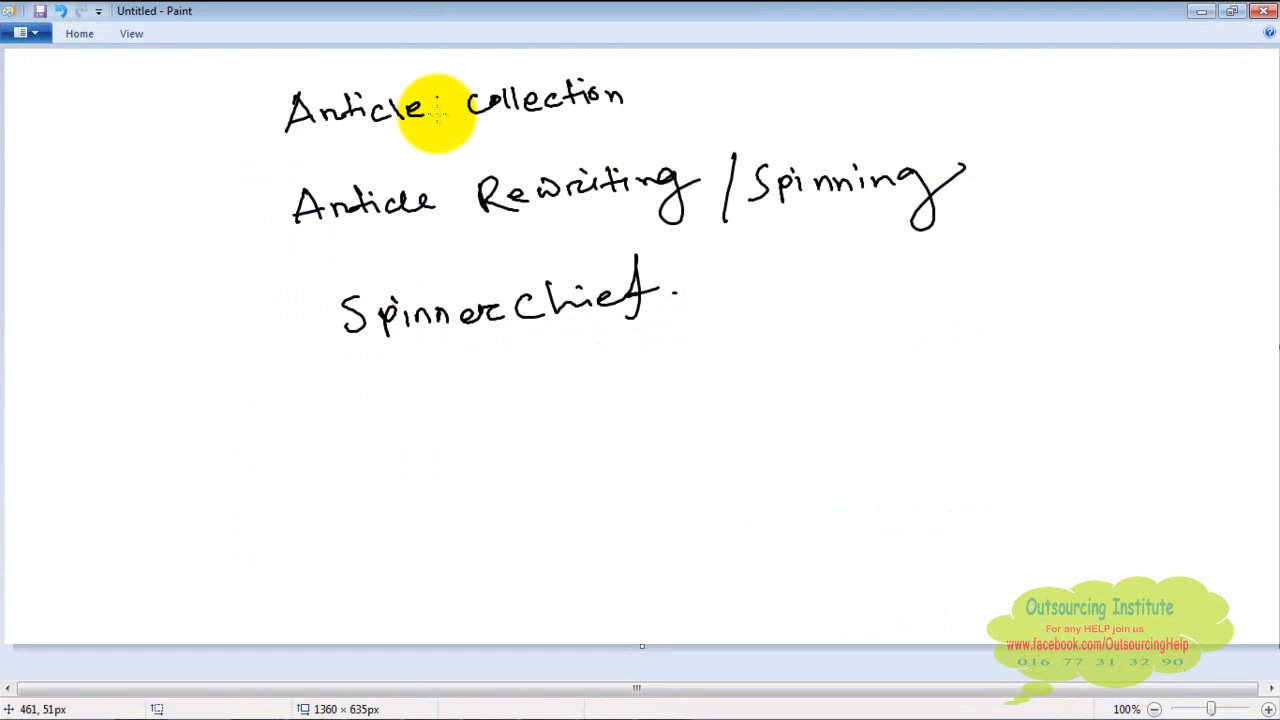 Untitled - Paint
Home View
Article: Collection
Article Rewriting / Spinning
SpinnerChief.
Outsourcing Institute
For any HELP join us
www.facebook.com/OutsourcingHelp
016 77 31 32 90
461, 51px
1360 × 635px
100%